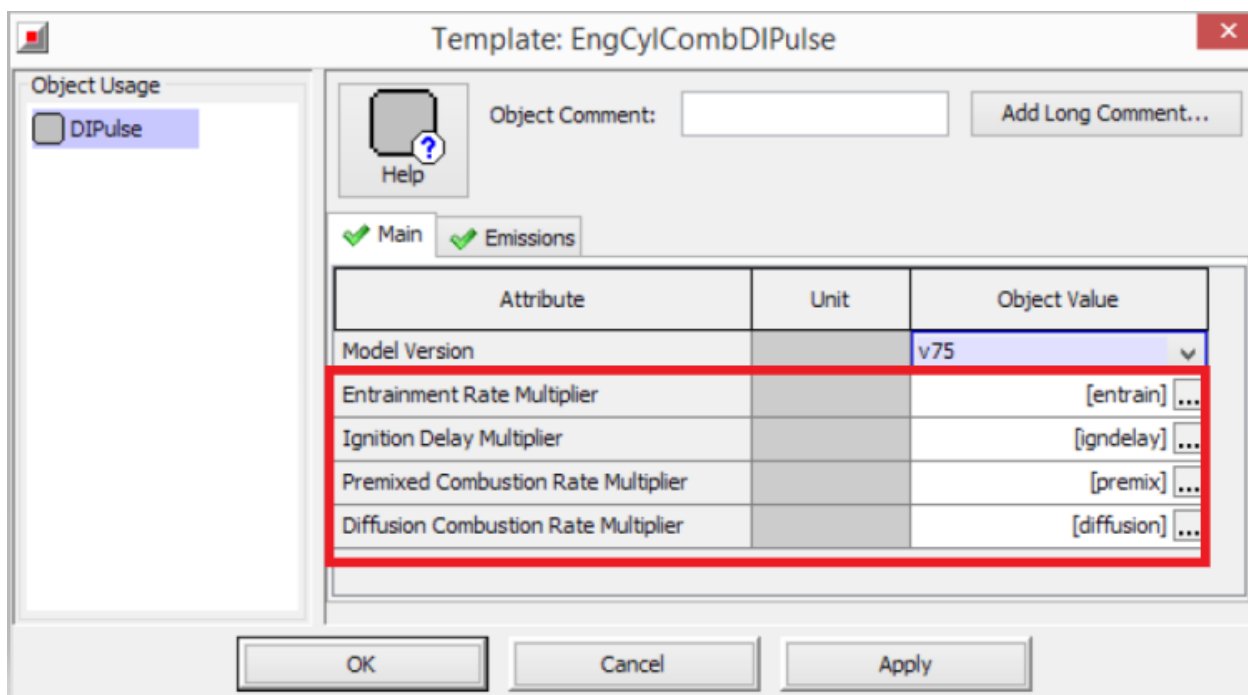 Template: EngCylCombDIPulse
Object Usage
DIPulse
Help
Object Comment:
Add Long Comment...
Main
Emissions
Attribute Unit Object Value
Model Version v75
Entrainment Rate Multiplier [entrain] ...
Ignition Delay Multiplier [igndelay] ...
Premixed Combustion Rate Multiplier [premix] ...
Diffusion Combustion Rate Multiplier [diffusion] ...
OK Cancel Apply